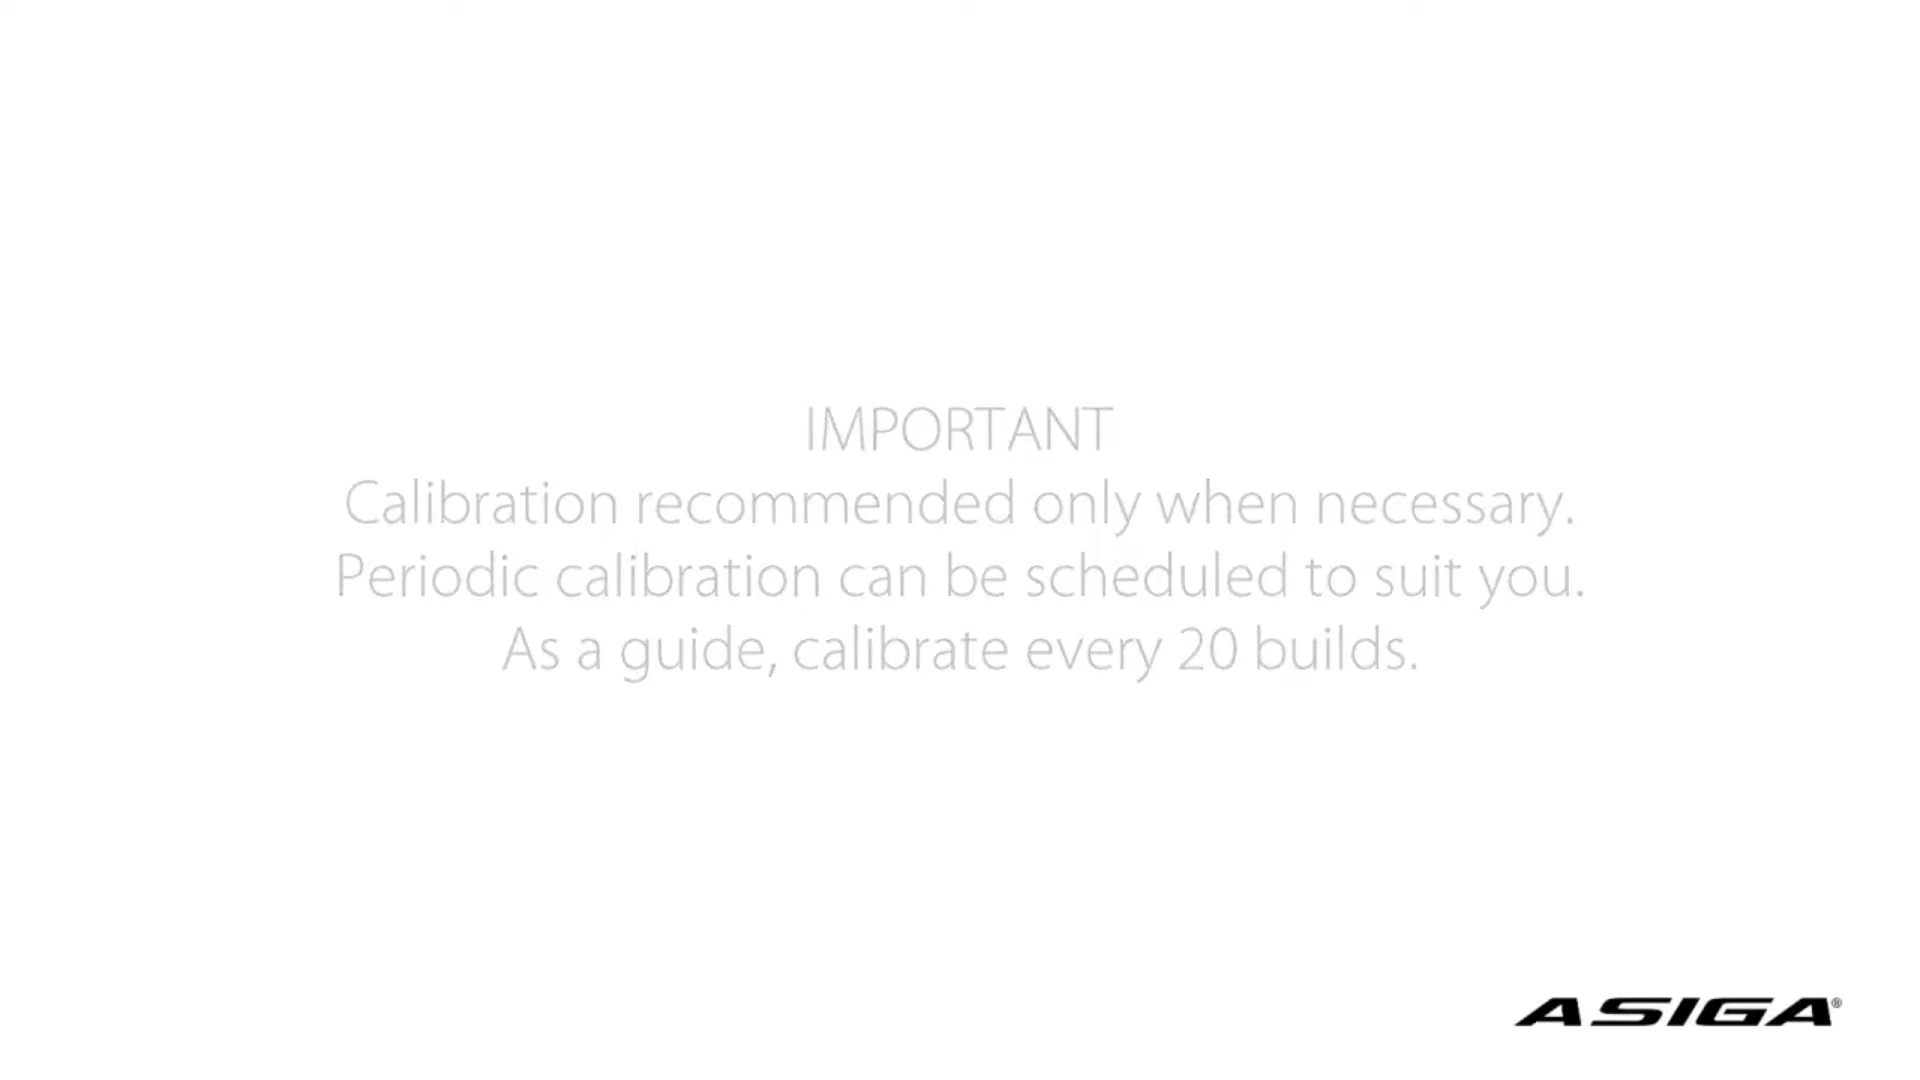 IMPORTANT
Calibration recommended only when necessary.
Periodic calibration can be scheduled to suit you.
As a guide, calibrate every 20 builds.
ASIGA®